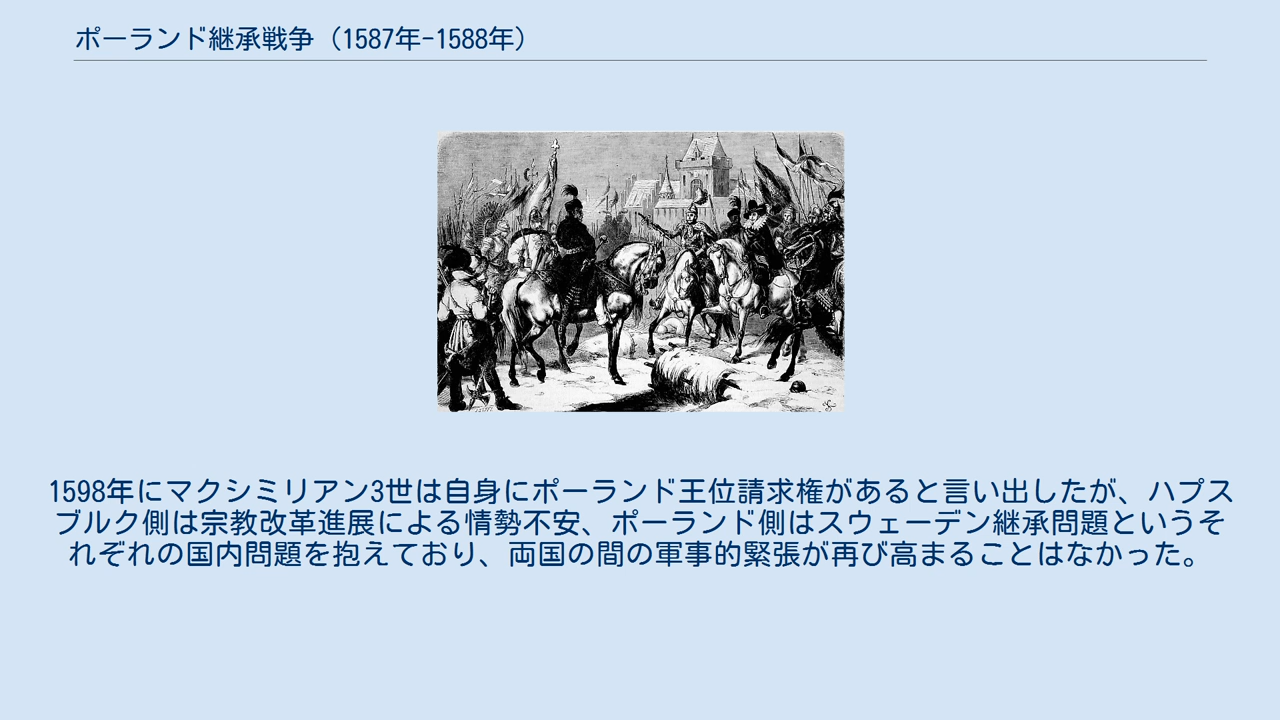 ポーランド継承戦争（1587年-1588年）
1598年にマクシミリアン3世は自身にポーランド王位請求権があると言い出したが、ハプス
ブルク側は宗教改革進展による情勢不安、ポーランド側はスウェーデン継承問題というそ
れぞれの国内問題を抱えており、両国の間の軍事的緊張が再び高まることはなかった。